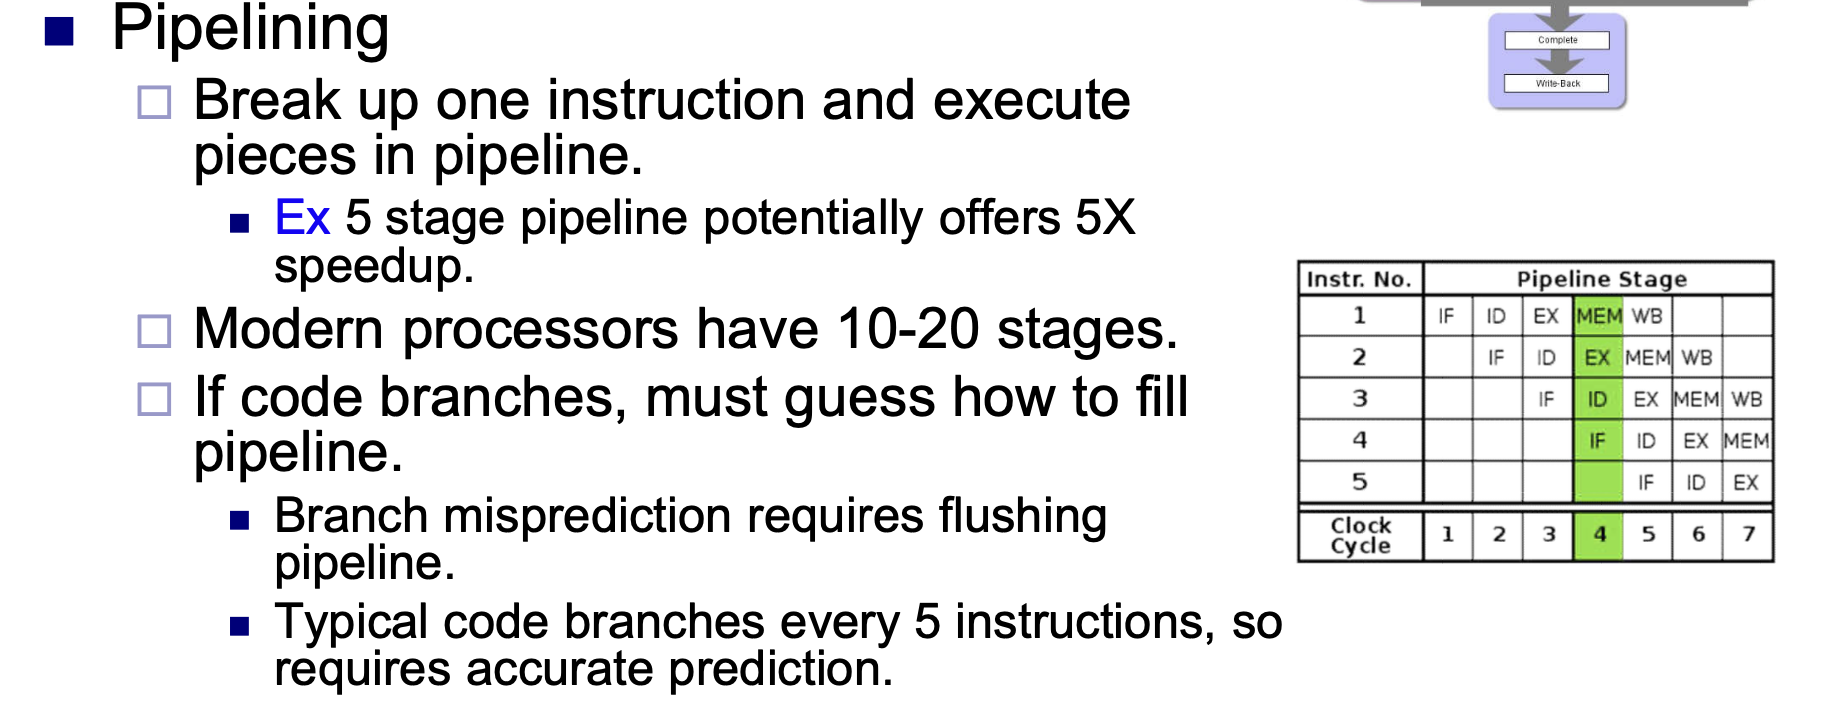 Pipelining
Break up one instruction and execute
pieces in pipeline.
Ex 5 stage pipeline potentially offers 5X
speedup.
Modern processors have 10-20 stages.
If code branches, must guess how to fill
pipeline.
Branch misprediction requires flushing
pipeline.
Typical code branches every 5 instructions, so
requires accurate prediction.
Complete
Write-Back
Instr. No. Pipeline Stage
1 IF ID EX MEM WB
2 IF ID EX MEM WB
3 IF ID EX MEM WB
4 IF ID EX MEM
5 IF ID EX
Clock
Cycle 1 2 3 4 5 6 7